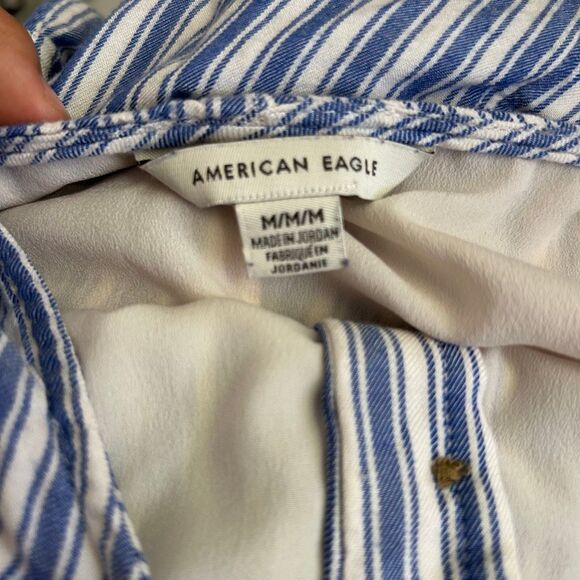 AMERICAN EAGLE
M/M/M
MADE IN JORDAN
FABRIQUÉ EN
JORDANIE